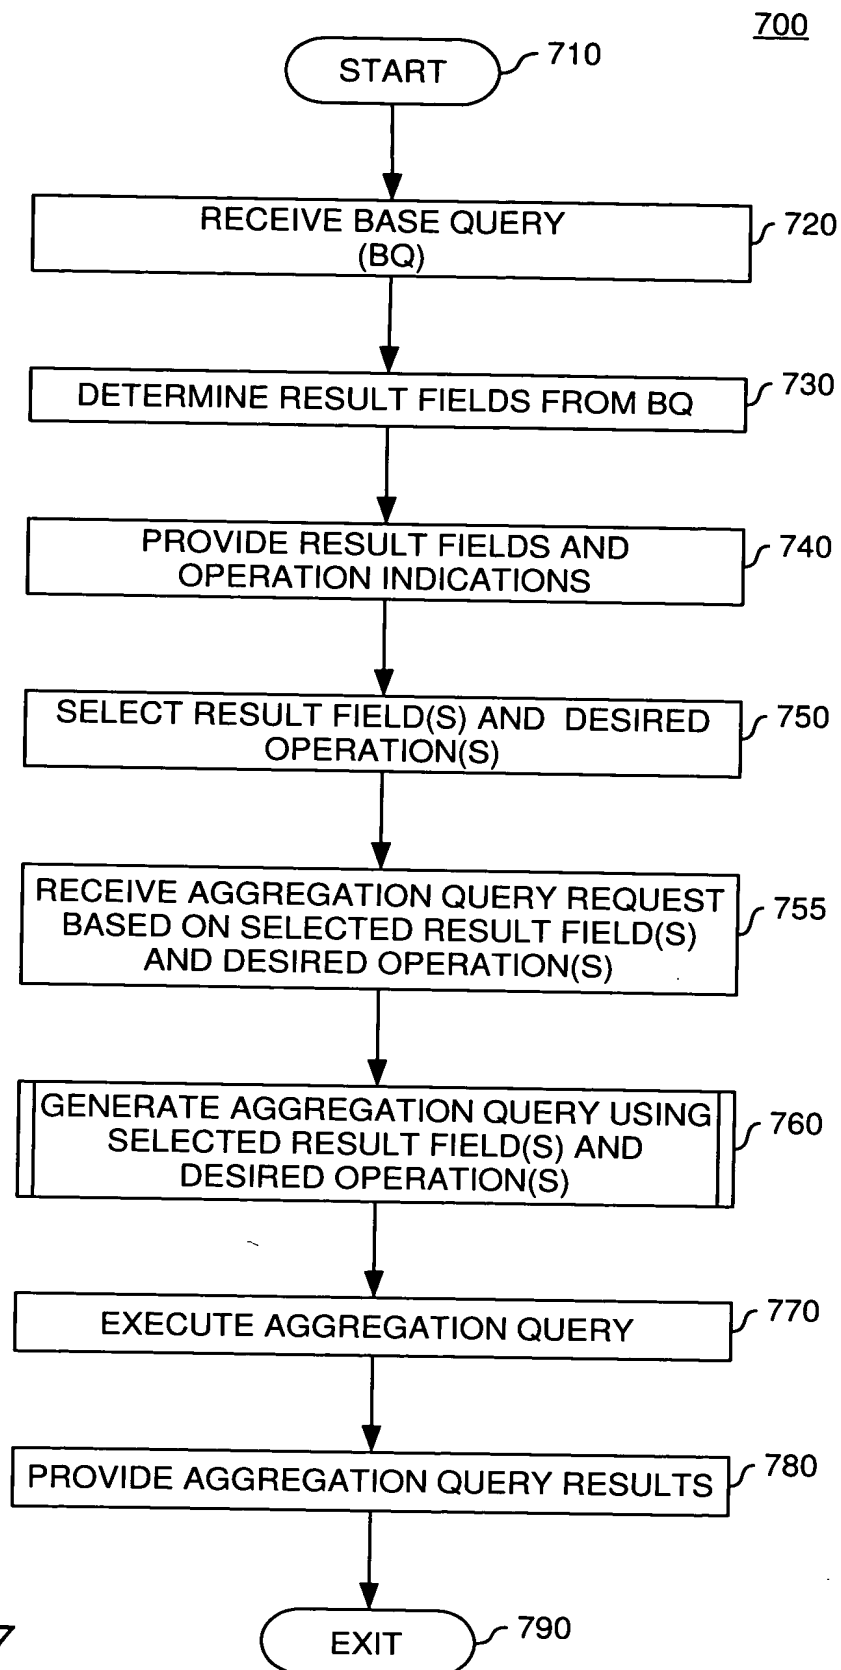 700
START
710
RECEIVE BASE QUERY
(BQ)
720
DETERMINE RESULT FIELDS FROM BQ
730
PROVIDE RESULT FIELDS AND
OPERATION INDICATIONS
740
SELECT RESULT FIELD(S) AND DESIRED
OPERATION(S)
750
RECEIVE AGGREGATION QUERY REQUEST
BASED ON SELECTED RESULT FIELD(S)
AND DESIRED OPERATION(S)
755
GENERATE AGGREGATION QUERY USING
SELECTED RESULT FIELD(S) AND
DESIRED OPERATION(S)
760
EXECUTE AGGREGATION QUERY
770
PROVIDE AGGREGATION QUERY RESULTS
780
EXIT
790